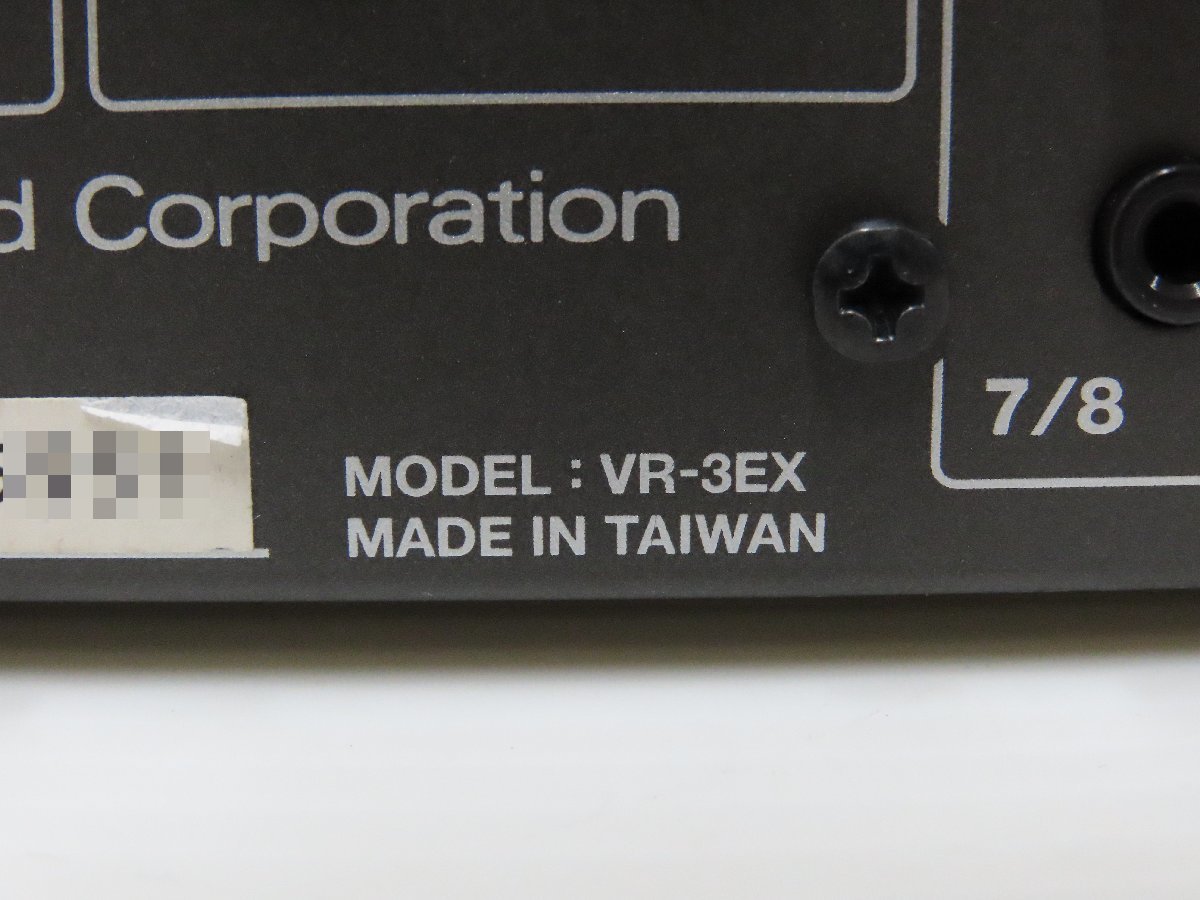 d Corporation
7/8
MODEL : VR-3EX
MADE IN TAIWAN